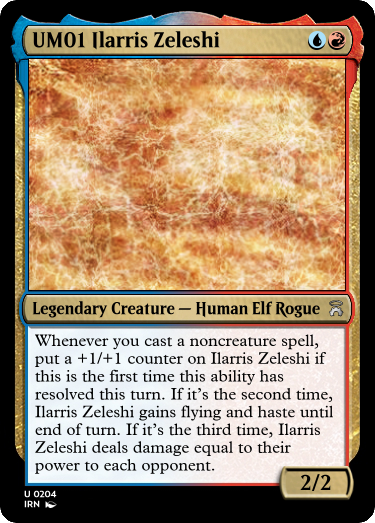 UM01 Ilarris Zeleshi
Legendary Creature — Human Elf Rogue
Whenever you cast a noncreature spell,
put a +1/+1 counter on Ilarris Zeleshi if
this is the first time this ability has
resolved this turn. If it's the second time,
Ilarris Zeleshi gains flying and haste until
end of turn. If it's the third time, Ilarris
Zeleshi deals damage equal to their
power to each opponent.
2/2
U 0204
IRN